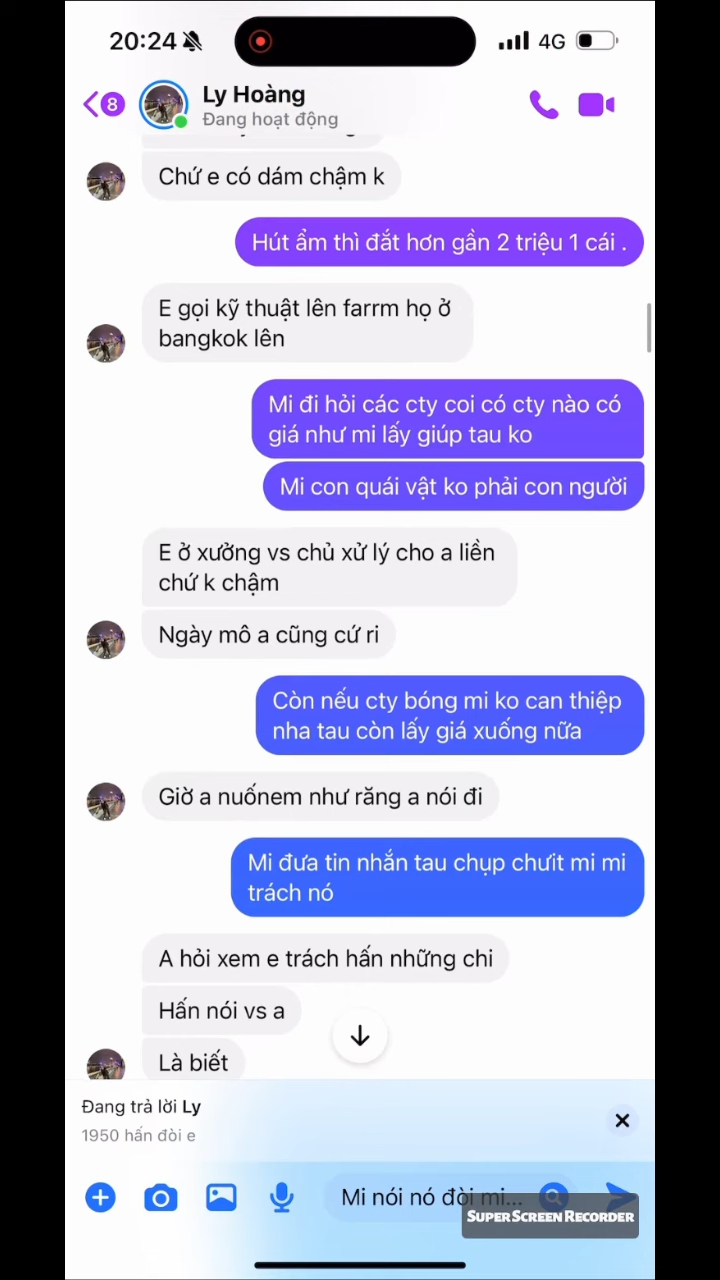 20:24
4G
8
Ly Hoàng
Đang hoạt động
Chứ e có dám chậm k
Hút ẩm thì đắt hơn gần 2 triệu 1 cái .
E gọi kỹ thuật lên farrm họ ở
bangkok lên
Mi đi hỏi các cty coi có cty nào có
giá như mi lấy giúp tau ko
Mi con quái vật ko phải con người
E ở xưởng vs chủ xử lý cho a liền
chứ k chậm
Ngày mô a cũng cứ ri
Còn nếu cty bóng mi ko can thiệp
nha tau còn lấy giá xuống nữa
Giờ a nuốnem như răng a nói đi
Mi đưa tin nhắn tau chụp chưit mi mi
trách nó
A hỏi xem e trách hấn những chi
Hấn nói vs a
Là biết
Đang trả lời Ly
1950 hấn đòi e
Mi nói nó đòi mi...
SUPER SCREEN RECORDER